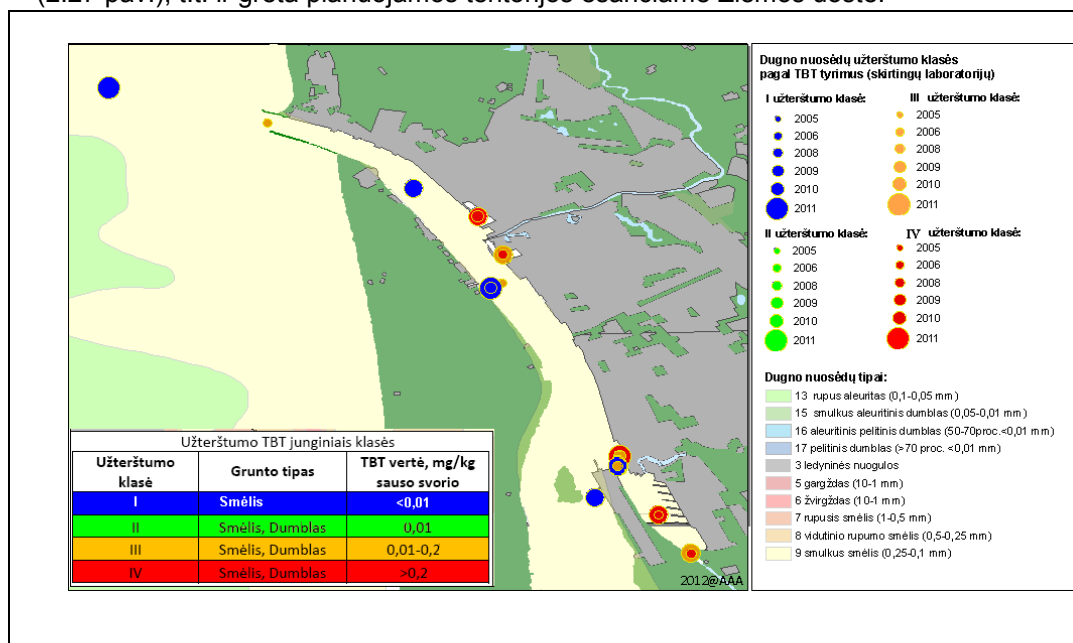 (2.27 pav.), titi ir greta planuojamos teritorijos esančiame Žiemos uoste.
Dugno nuosėdų užterštumo klasės
pagal TBT tyrimus (skirtingų laboratorijų)
I užterštumo klasė:
2005
2006
2008
2009
2010
2011
III užterštumo klasė:
2005
2006
2008
2009
2010
2011
II užterštumo klasė:
2005
2006
2008
2009
2010
2011
IV užterštumo klasė:
2005
2006
2008
2009
2010
2011
Dugno nuosėdų tipai:
13 rupus aleuritas (0,1-0,05 mm)
15 smulkus aleuritinis dumblas (0,05-0,01 mm)
16 aleuritinis pelitinis dumblas (50-70proc.<0,01 mm)
17 pelitinis dumblas (>70 proc. <0,01 mm)
3 ledyninės nuogulos
5 gargždas (10-1 mm)
6 žvirgždas (10-1 mm)
7 rupusis smėlis (1-0,5 mm)
8 vidutinio rupumo smėlis (0,5-0,25 mm)
9 smulkus smėlis (0,25-0,1 mm)
Užterštumo TBT junginiais klasės
Užterštumo klasė Grunto tipas TBT vertė, mg/kg sauso svorio
I Smėlis <0,01
II Smėlis, Dumblas 0,01
III Smėlis, Dumblas 0,01-0,2
IV Smėlis, Dumblas >0,2
2012@AAA